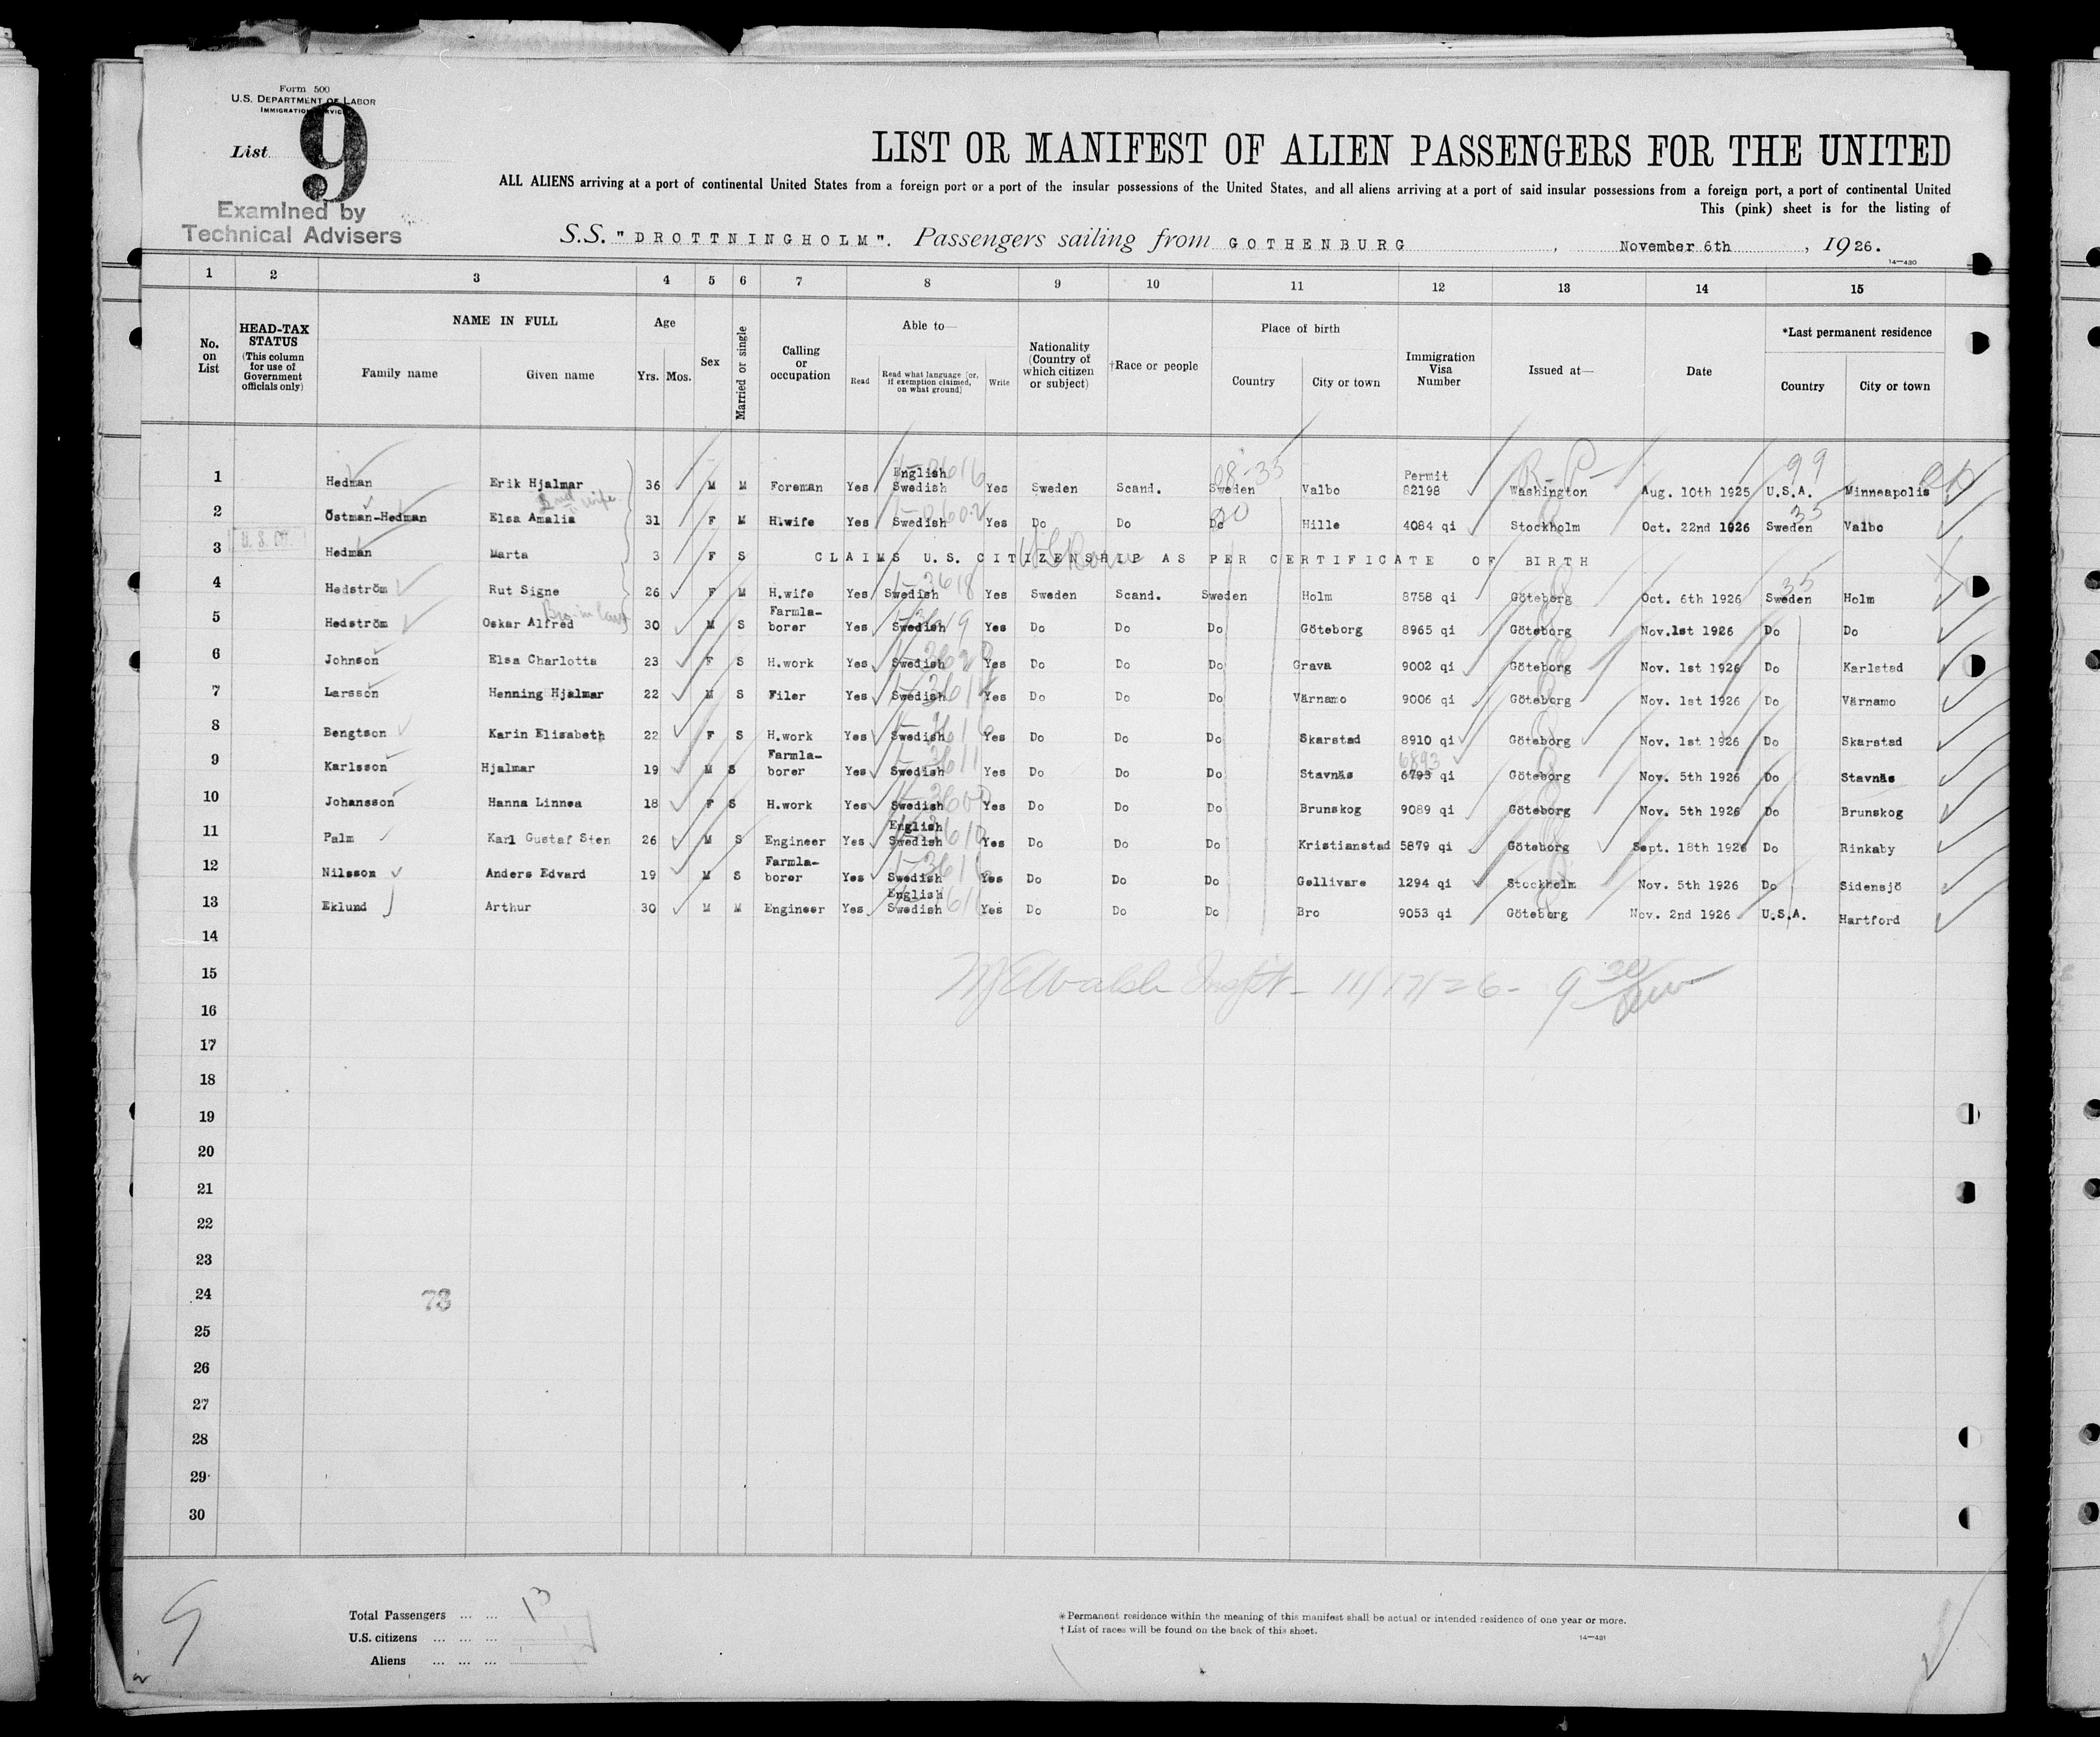 Form 500
U.S. DEPARTMENT OF LABOR
IMMIGRATION SERVICE
List 9
Examined by
Technical Advisers
LIST OR MANIFEST OF ALIEN PASSENGERS FOR THE UNITED
ALL ALIENS arriving at a port of continental United States from a foreign port or a port of the insular possessions of the United States, and all aliens arriving at a port of said insular possessions from a foreign port, a port of continental United
This (pink) sheet is for the listing of
S.S. "DROTTNINGHOLM". Passengers sailing from GOTHENBURG, November 6th, 1926.
14—430
1 2 3 4 5 6 7 8 9 10 11 12 13 14 15
No. on List
HEAD-TAX STATUS (This column for use of Government officials only)
NAME IN FULL
Family name Given name
Age
Yrs. Mos.
Sex
Married or single
Calling or occupation
Able to—
Read Read what language [or, if exemption claimed, on what ground] Write
Nationality (Country of which citizen or subject)
†Race or people
Place of birth
Country City or town
Immigration Visa Number
Issued at—
Date
*Last permanent residence
Country City or town
1 Hedman Erik Hjalmar 36 M M Foreman Yes English Swedish Yes Sweden Scand. Sweden Valbo Permit 82198 Washington Aug. 10th 1925 U.S.A. Minneapolis
08-35 R-P- 99
and wife
2 Östman-Hedman Elsa Amalia 31 F M H.wife Yes Swedish Yes Do Do Do Hille 4084 qi Stockholm Oct. 22nd 1926 Sweden Valbo
35
3 Hedman Marta 3 F S CLAIMS U.S. CITIZENSHIP AS PER CERTIFICATE OF BIRTH
4 Hedström Rut Signe 26 F M H.wife Yes Swedish Yes Sweden Scand. Sweden Holm 8758 qi Göteborg Oct. 6th 1926 Sweden Holm
35
Bro-in law
5 Hedström Oskar Alfred 30 M S Farmla-borer Yes Swedish Yes Do Do Do Göteborg 8965 qi Göteborg Nov.1st 1926 Do Do
6 Johnson Elsa Charlotta 23 F S H.work Yes Swedish Yes Do Do Do Grava 9002 qi Göteborg Nov. 1st 1926 Do Karlstad
7 Larsson Henning Hjalmar 22 M S Filer Yes Swedish Yes Do Do Do Värnamo 9006 qi Göteborg Nov. 1st 1926 Do Värnamo
8 Bengtson Karin Elisabeth 22 F S H.work Yes Swedish Yes Do Do Do Skarstad 8910 qi Göteborg Nov. 1st 1926 Do Skarstad
6893
9 Karlsson Hjalmar 19 M S Farmla-borer Yes Swedish Yes Do Do Do Stavnäs 6793 qi Göteborg Nov. 5th 1926 Do Stavnäs
10 Johansson Hanna Linnea 18 F S H.work Yes Swedish Yes Do Do Do Brunskog 9089 qi Göteborg Nov. 5th 1926 Do Brunskog
11 Palm Karl Gustaf Sten 26 M S Engineer Yes English Swedish Yes Do Do Do Kristianstad 5879 qi Göteborg Sept. 18th 1926 Do Rinkaby
12 Nilsson Anders Edvard 19 M S Farmla-borer Yes Swedish Yes Do Do Do Gellivare 1294 qi Stockholm Nov. 5th 1926 Do Sidensjö
13 Eklund Arthur 30 M M Engineer Yes English Swedish Yes Do Do Do Bro 9053 qi Göteborg Nov. 2nd 1926 U.S.A. Hartford
14
15
16
17
18
19
20
21
22
23
24
25
26
27
28
29
30
73
Total Passengers ... ... 13
U.S. citizens ... ... ...
Aliens ... ... ...
*Permanent residence within the meaning of this manifest shall be actual or intended residence of one year or more.
†List of races will be found on the back of this sheet.
14—431